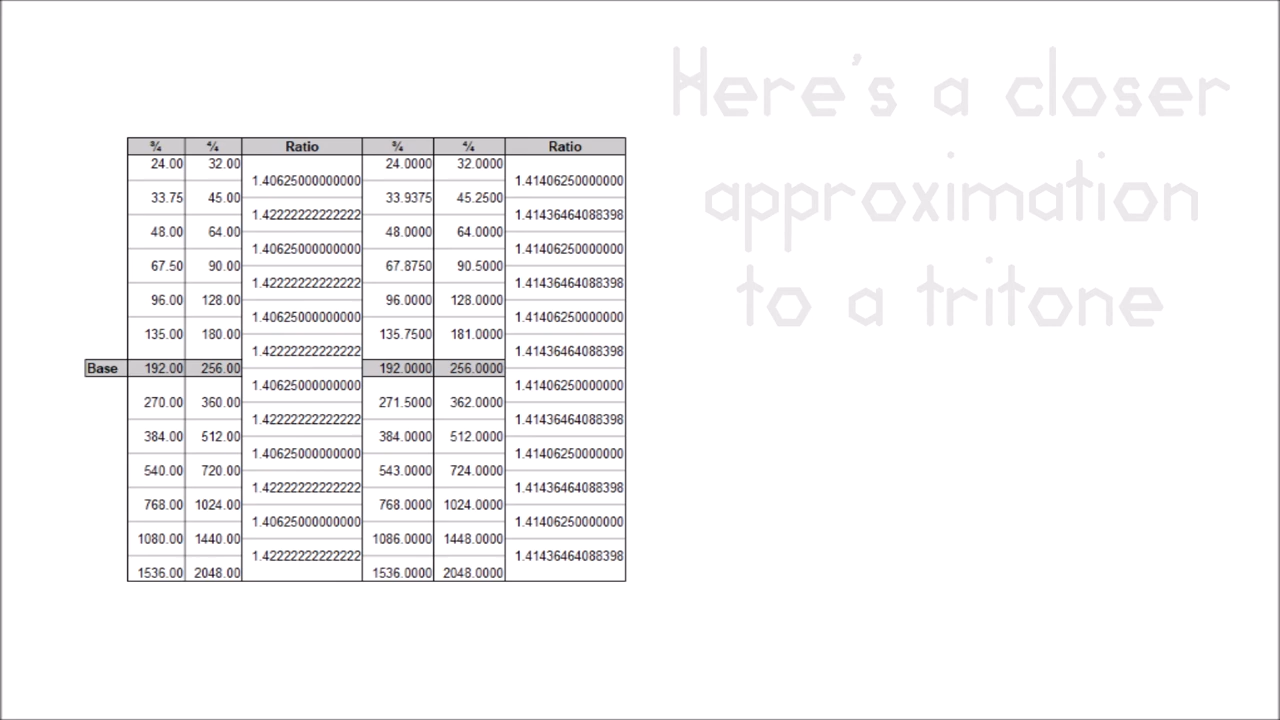 Here's a closer
approximation
to a tritone
¾ ⁴⁄₄ Ratio ¾ ⁴⁄₄ Ratio
24.00 32.00 24.0000 32.0000
1.40625000000000 1.41406250000000
33.75 45.00 33.9375 45.2500
1.42222222222222 1.41436464088398
48.00 64.00 48.0000 64.0000
1.40625000000000 1.41406250000000
67.50 90.00 67.8750 90.5000
1.42222222222222 1.41436464088398
96.00 128.00 96.0000 128.0000
1.40625000000000 1.41406250000000
135.00 180.00 135.7500 181.0000
1.42222222222222 1.41436464088398
Base 192.00 256.00 192.0000 256.0000
1.40625000000000 1.41406250000000
270.00 360.00 271.5000 362.0000
1.42222222222222 1.41436464088398
384.00 512.00 384.0000 512.0000
1.40625000000000 1.41406250000000
540.00 720.00 543.0000 724.0000
1.42222222222222 1.41436464088398
768.00 1024.00 768.0000 1024.0000
1.40625000000000 1.41406250000000
1080.00 1440.00 1086.0000 1448.0000
1.42222222222222 1.41436464088398
1536.00 2048.00 1536.0000 2048.0000